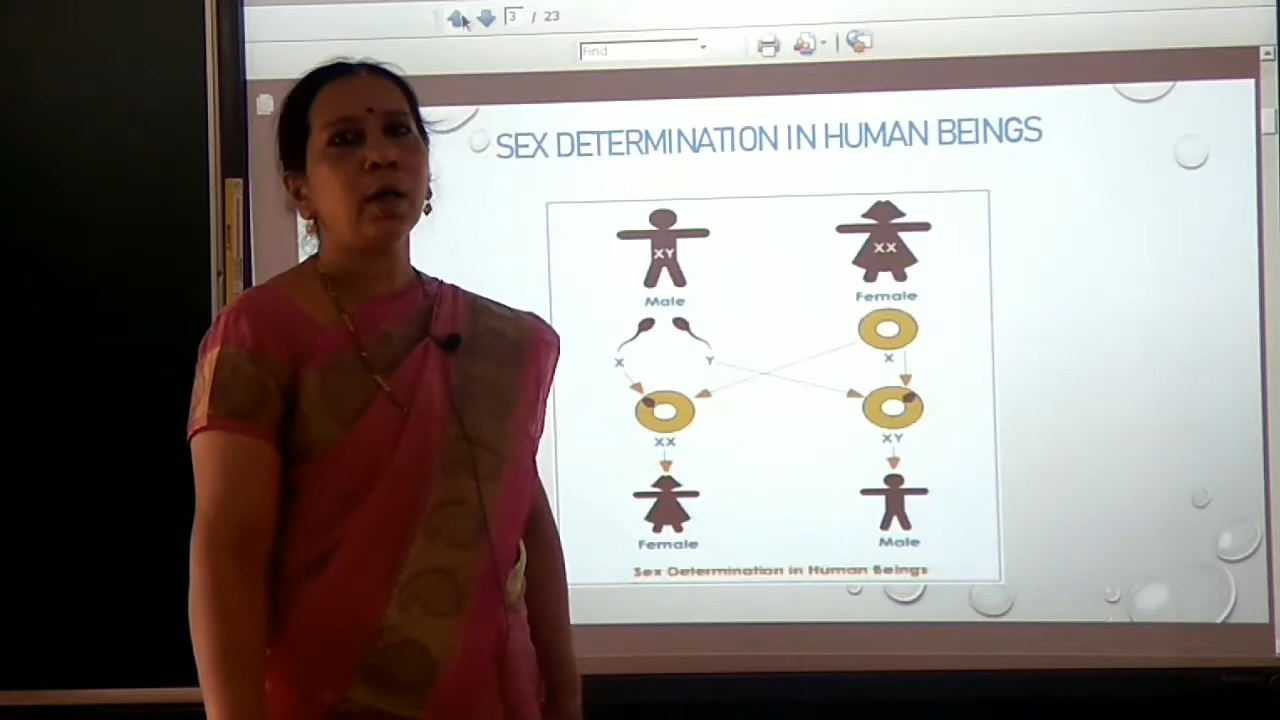 3 / 23
Find
SEX DETERMINATION IN HUMAN BEINGS
XY XX
Male Female
X Y X
XX XY
Female Male
Sex Determination in Human Beings